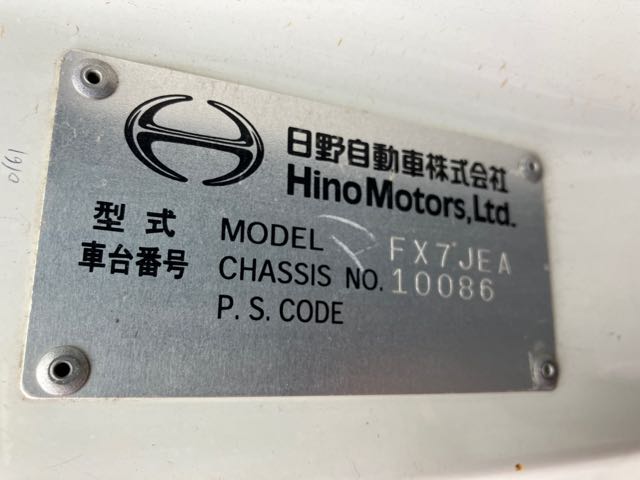 日野自動車株式会社
Hino Motors, Ltd.
型式 MODEL FX7JEA
車台番号 CHASSIS NO. 10086
P. S. CODE